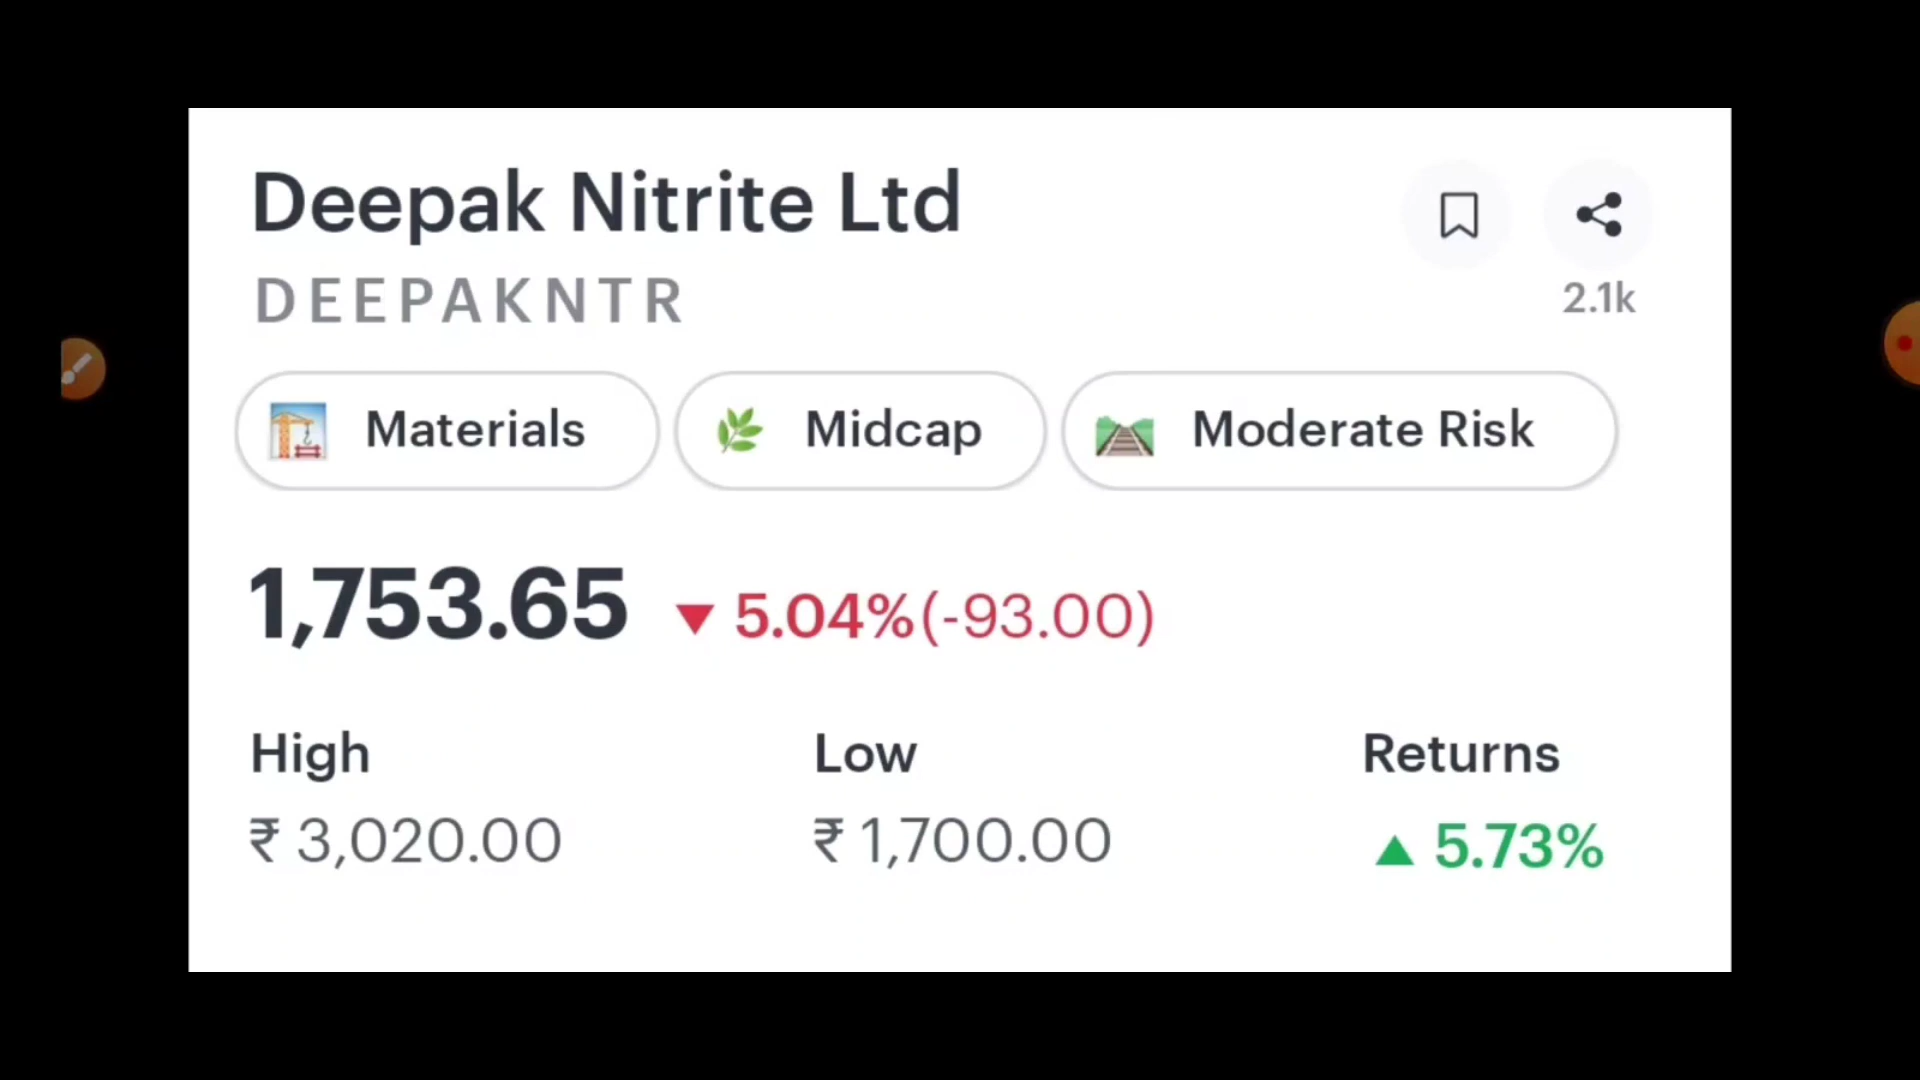 Deepak Nitrite Ltd
DEEPAKNTR
2.1k
Materials Midcap Moderate Risk
1,753.65 ▼ 5.04%(-93.00)
High Low Returns
₹ 3,020.00 ₹ 1,700.00 ▲ 5.73%